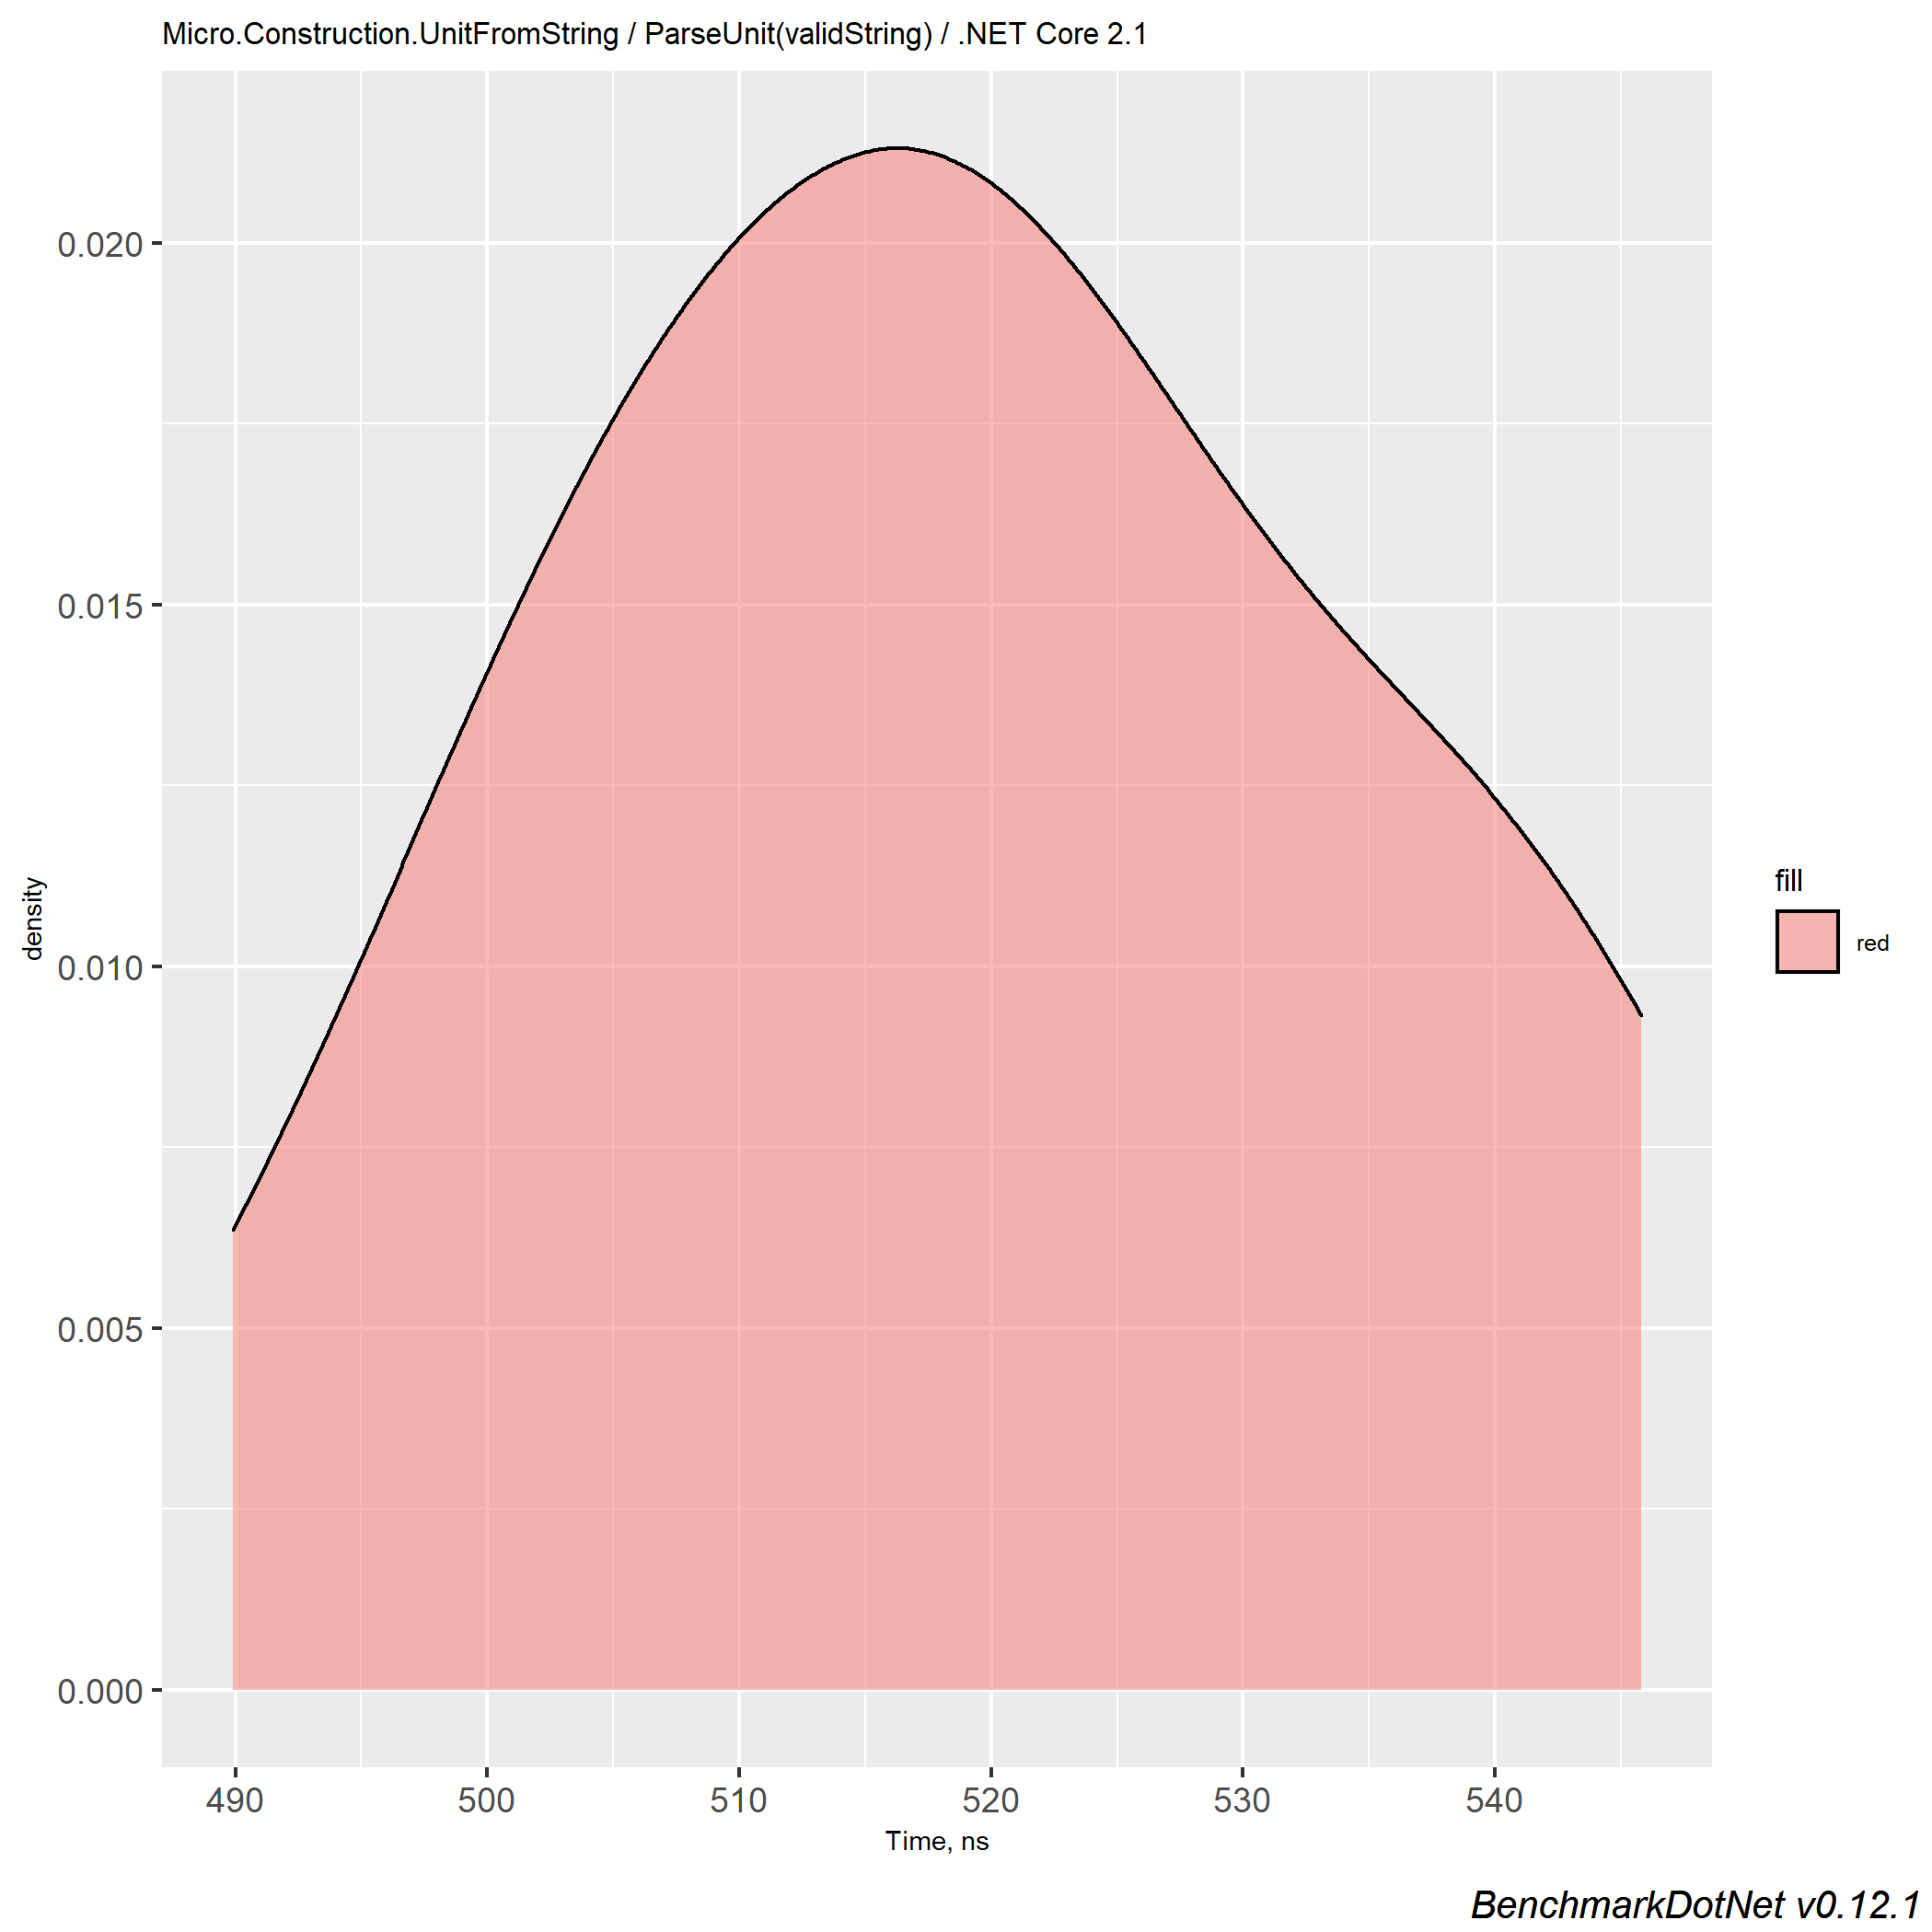 Micro.Construction.UnitFromString / ParseUnit(validString) / .NET Core 2.1
0.020
0.015
0.010
0.005
0.000
density
490 500 510 520 530 540
Time, ns
fill
red
BenchmarkDotNet v0.12.1